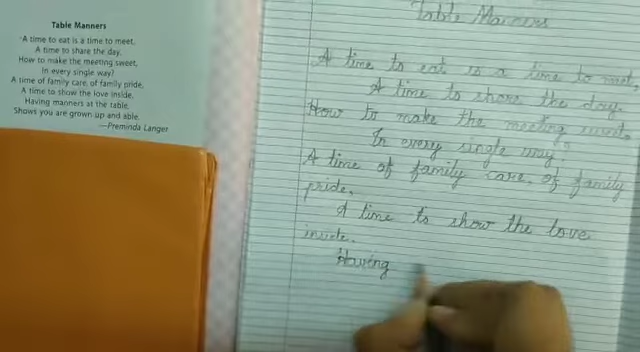 Table Manners
A time to eat is a time to meet,
A time to share the day.
How to make the meeting sweet,
In every single way!
A time of family care, of family pride,
A time to show the love inside.
Having manners at the table,
Shows you are grown up and able.
—Preminda Langer
Table Manners
A time to eat is a time to meet,
A time to share the day.
How to make the meeting sweet.
In every single way!
A time of family care, of family
pride,
A time to show the love
inside.
Having